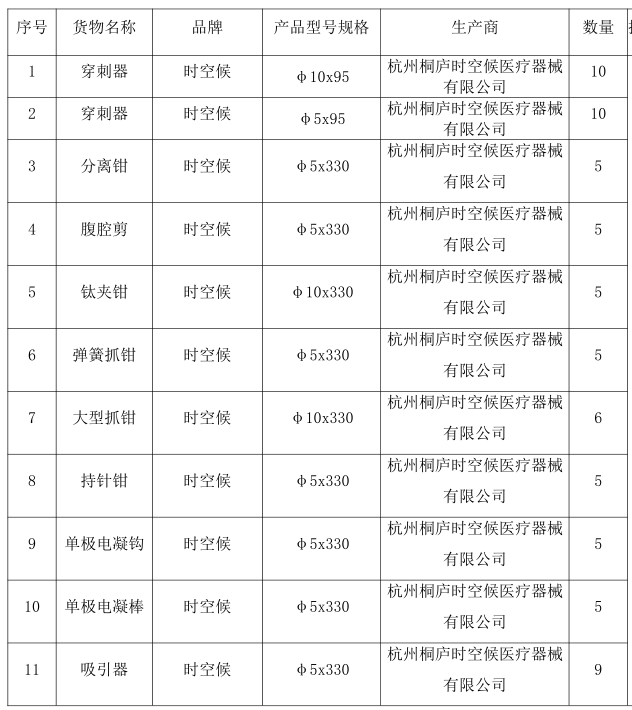 序号 货物名称 品牌 产品型号规格 生产商 数量
1 穿刺器 时空候 φ10x95 杭州桐庐时空候医疗器械有限公司 10
2 穿刺器 时空候 φ5x95 杭州桐庐时空候医疗器械有限公司 10
3 分离钳 时空候 φ5x330 杭州桐庐时空候医疗器械有限公司 5
4 腹腔剪 时空候 φ5x330 杭州桐庐时空候医疗器械有限公司 5
5 钛夹钳 时空候 φ10x330 杭州桐庐时空候医疗器械有限公司 5
6 弹簧抓钳 时空候 φ5x330 杭州桐庐时空候医疗器械有限公司 5
7 大型抓钳 时空候 φ10x330 杭州桐庐时空候医疗器械有限公司 6
8 持针钳 时空候 φ5x330 杭州桐庐时空候医疗器械有限公司 5
9 单极电凝钩 时空候 φ5x330 杭州桐庐时空候医疗器械有限公司 5
10 单极电凝棒 时空候 φ5x330 杭州桐庐时空候医疗器械有限公司 5
11 吸引器 时空候 φ5x330 杭州桐庐时空候医疗器械有限公司 9